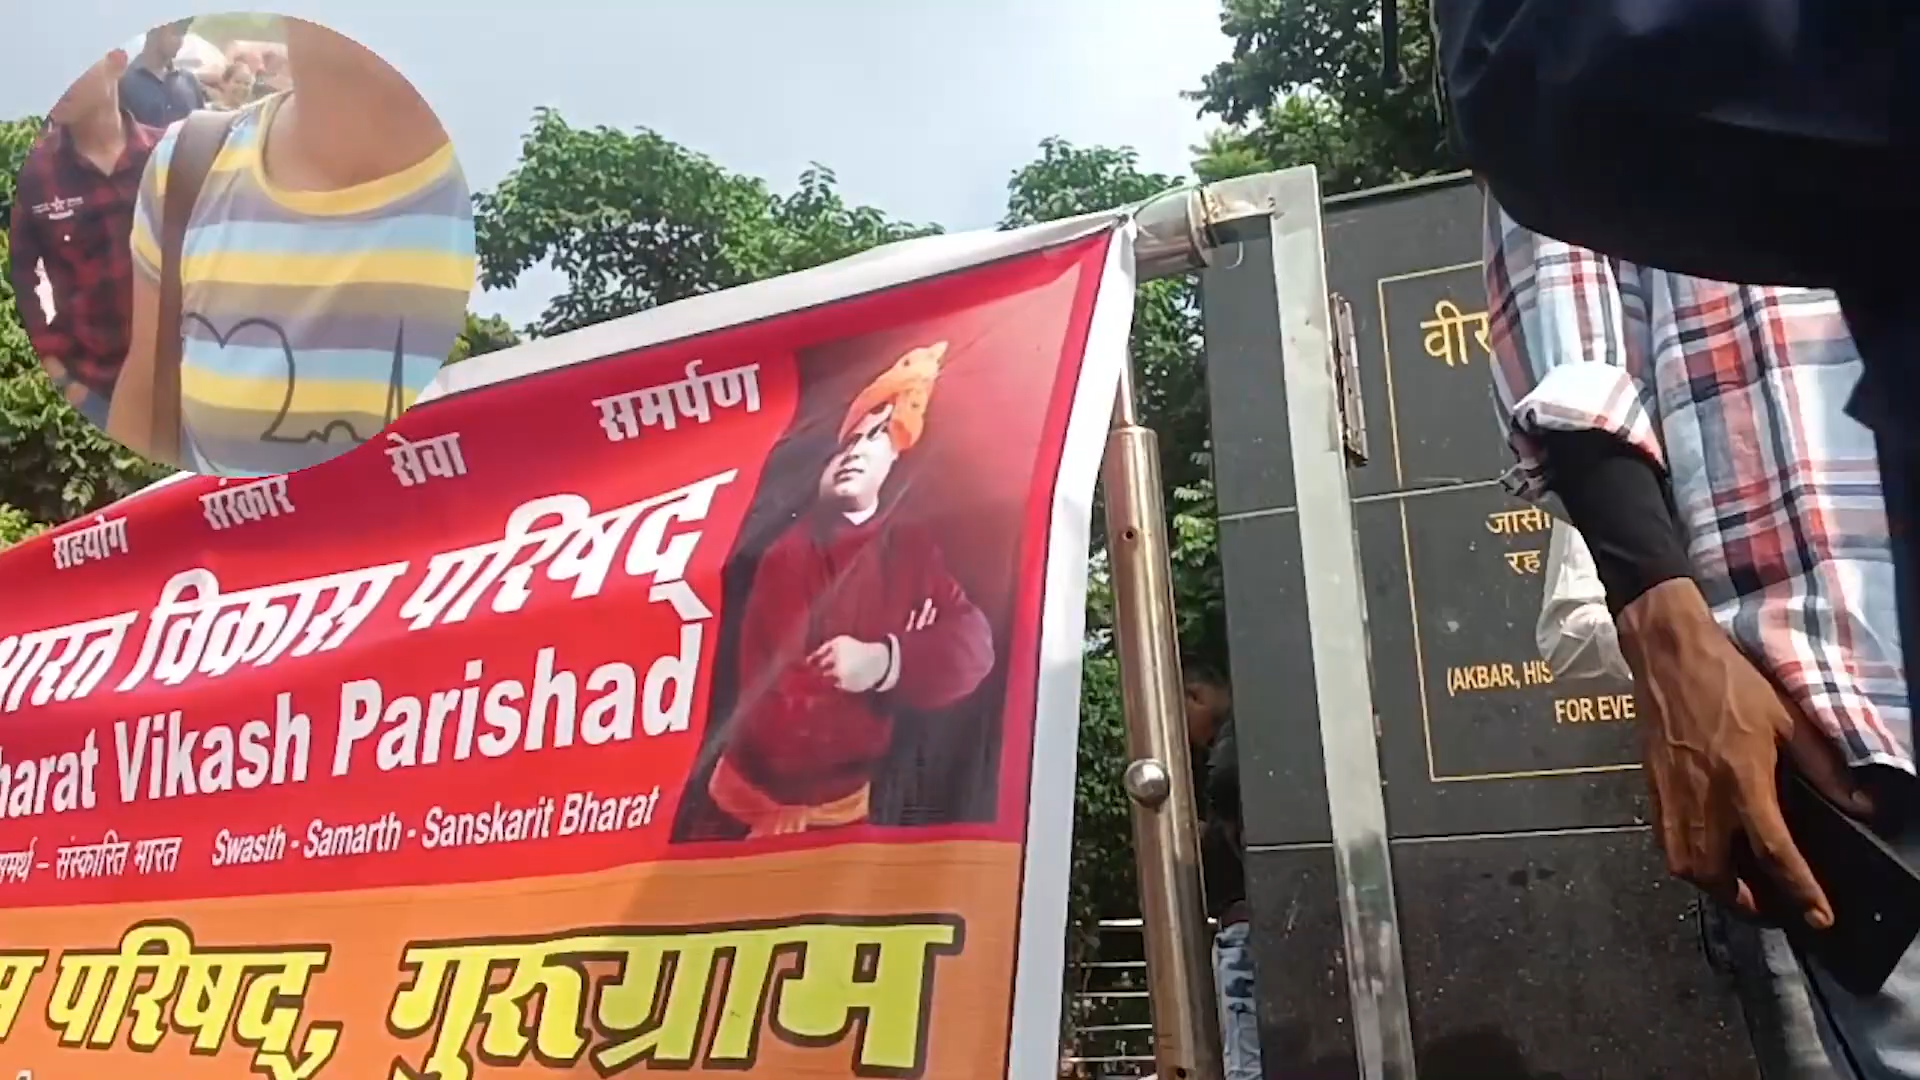 सहयोग संस्कार सेवा समर्पण
भारत विकास परिषद्
Bharat Vikash Parishad
समर्थ – संस्कारित भारत Swasth - Samarth - Sanskarit Bharat
परिषद्, गुरुग्राम
रह
(AKBAR, HIS
FOR EVE